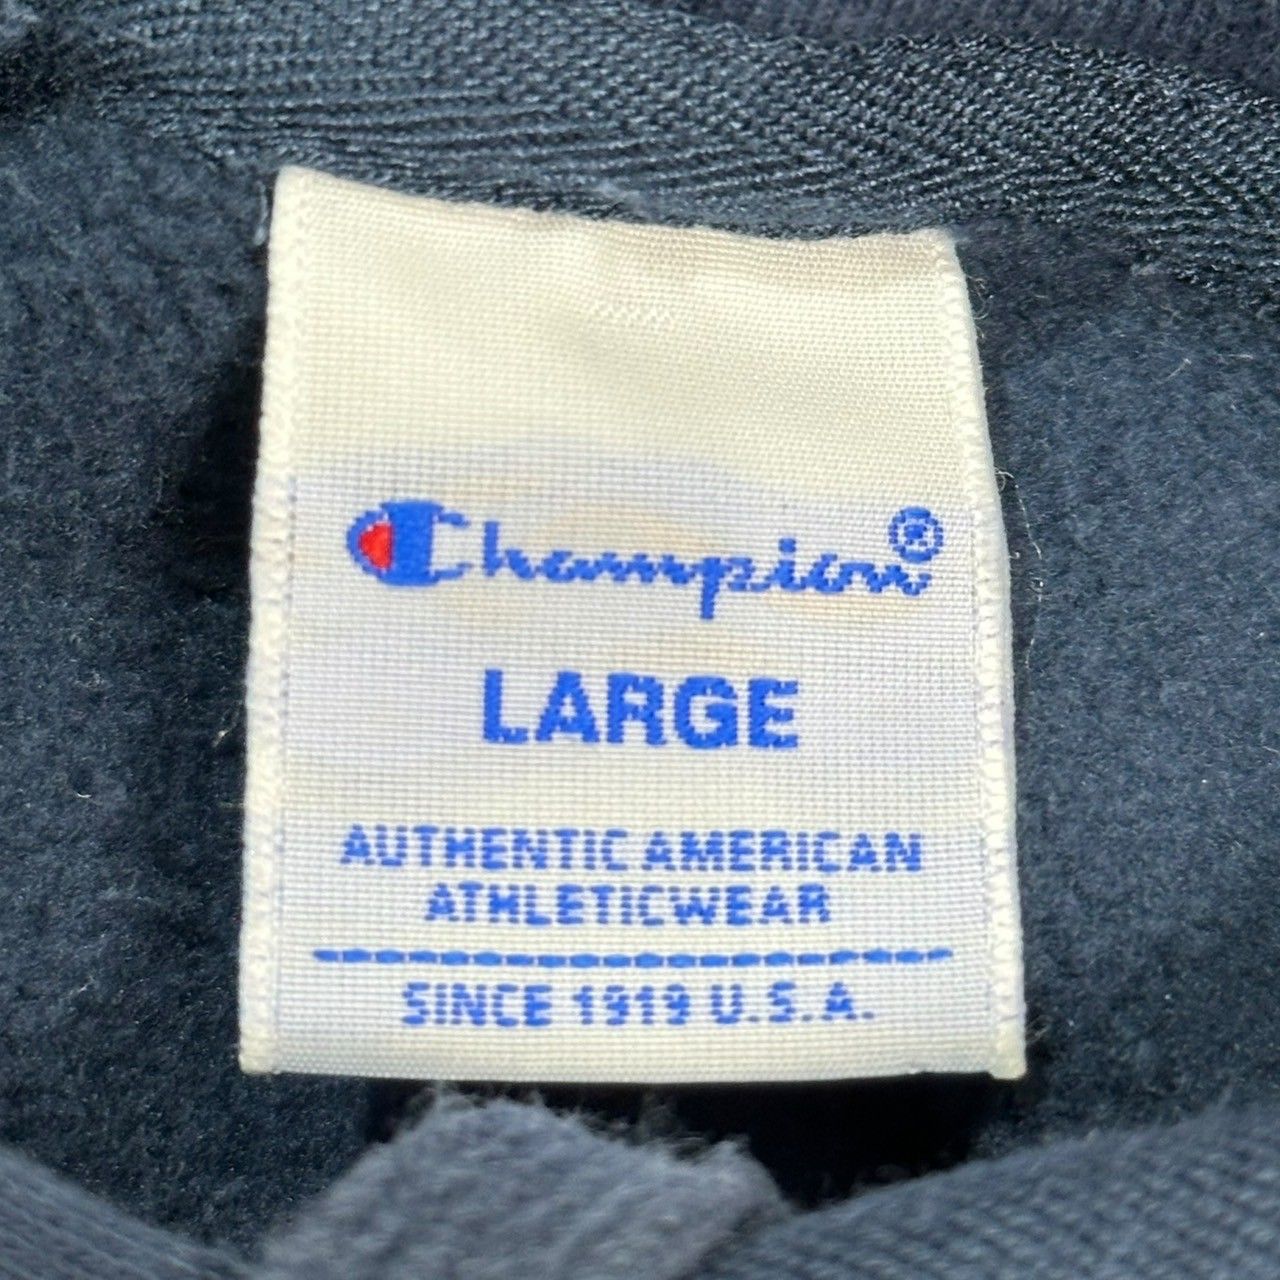 Champion®
LARGE
AUTHENTIC AMERICAN
ATHLETICWEAR
SINCE 1919 U.S.A.